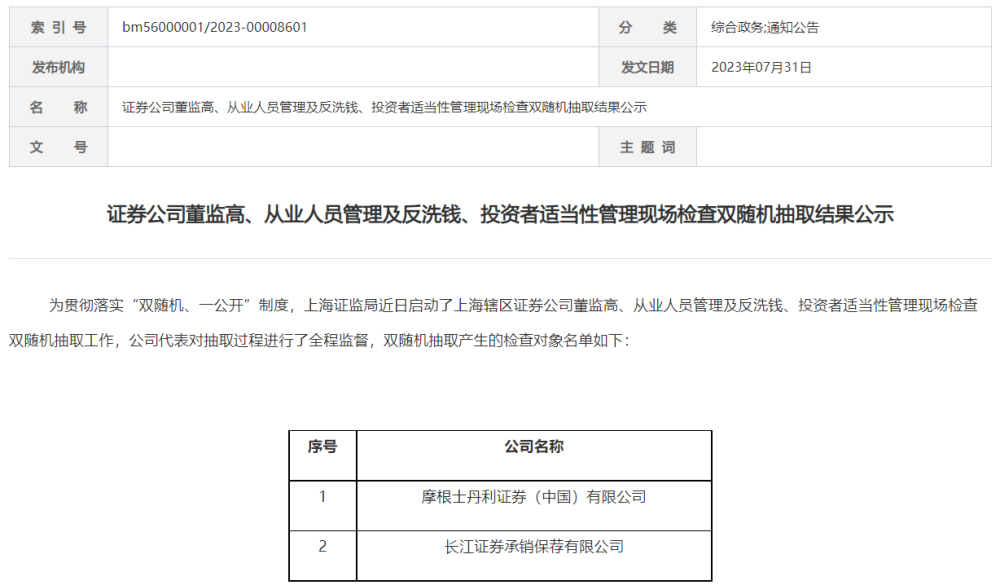 索 引 号 bm56000001/2023-00008601 分 类 综合政务;通知公告
发布机构 发文日期 2023年07月31日
名 称 证券公司董监高、从业人员管理及反洗钱、投资者适当性管理现场检查双随机抽取结果公示
文 号 主 题 词
证券公司董监高、从业人员管理及反洗钱、投资者适当性管理现场检查双随机抽取结果公示
为贯彻落实“双随机、一公开”制度，上海证监局近日启动了上海辖区证券公司董监高、从业人员管理及反洗钱、投资者适当性管理现场检查
双随机抽取工作，公司代表对抽取过程进行了全程监督，双随机抽取产生的检查对象名单如下：
序号 公司名称
1 摩根士丹利证券（中国）有限公司
2 长江证券承销保荐有限公司